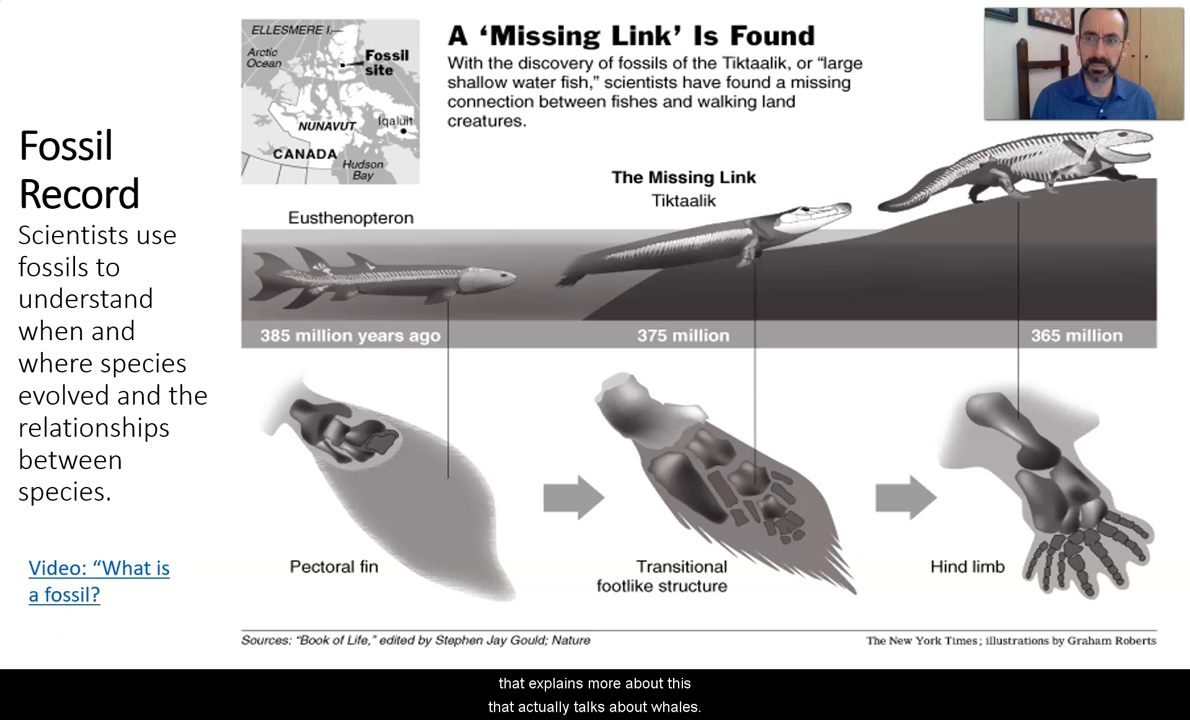 Fossil
Record
Scientists use
fossils to
understand
when and
where species
evolved and the
relationships
between
species.
Video: “What is
a fossil?
ELLESMERE I.
Arctic
Ocean
Fossil
site
NUNAVUT
Iqaluit
CANADA
Hudson
Bay
A ‘Missing Link’ Is Found
With the discovery of fossils of the Tiktaalik, or “large
shallow water fish,” scientists have found a missing
connection between fishes and walking land
creatures.
The Missing Link
Tiktaalik
Eusthenopteron
385 million years ago
375 million
365 million
Pectoral fin
Transitional
footlike structure
Hind limb
Sources: “Book of Life,” edited by Stephen Jay Gould; Nature
The New York Times; illustrations by Graham Roberts
that explains more about this
that actually talks about whales.